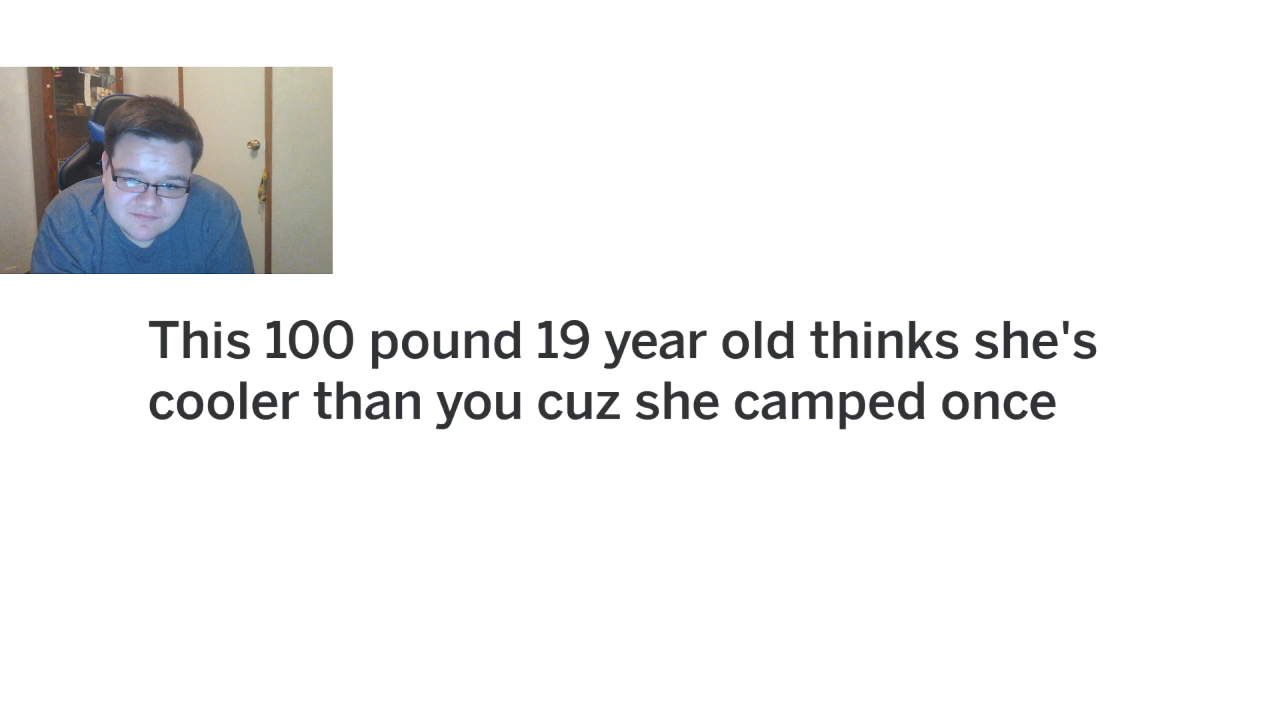 This 100 pound 19 year old thinks she's
cooler than you cuz she camped once